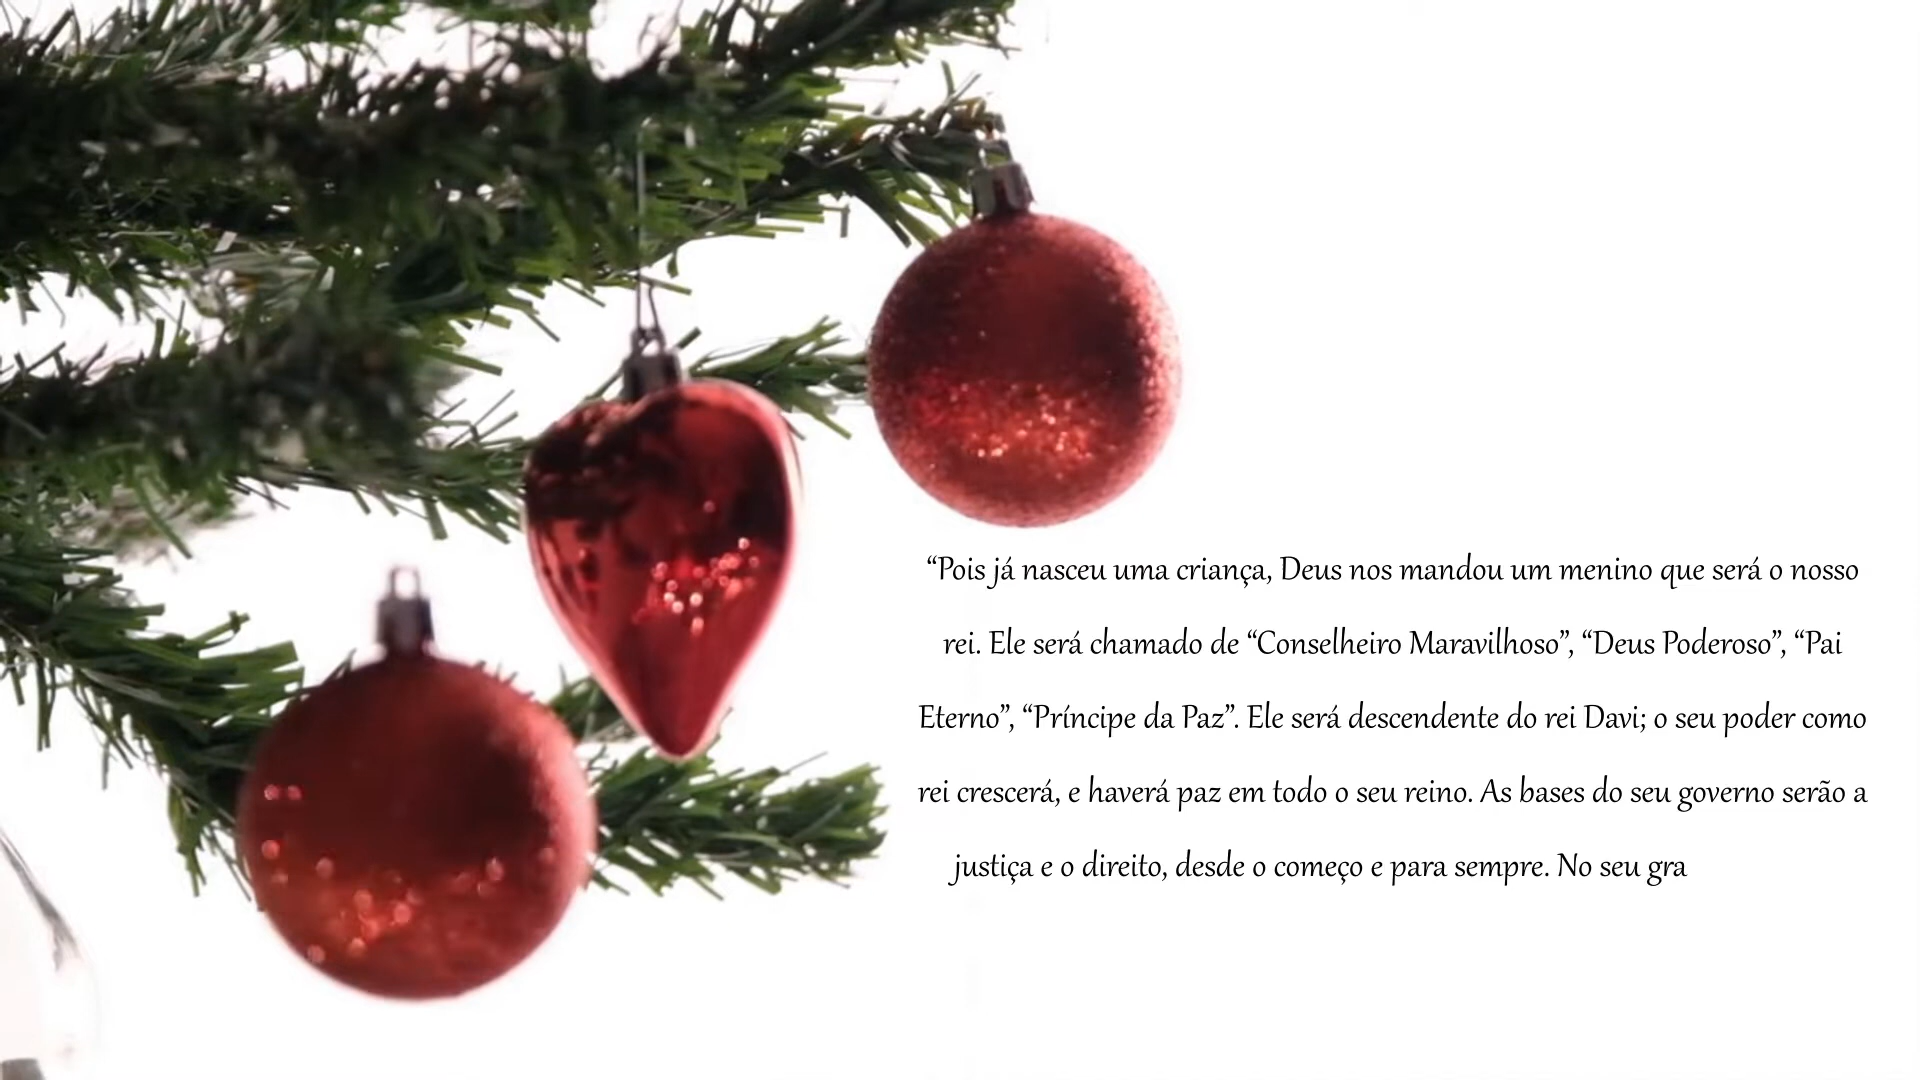 “Pois já nasceu uma criança, Deus nos mandou um menino que será o nosso
rei. Ele será chamado de “Conselheiro Maravilhoso”, “Deus Poderoso”, “Pai
Eterno”, “Príncipe da Paz”. Ele será descendente do rei Davi; o seu poder como
rei crescerá, e haverá paz em todo o seu reino. As bases do seu governo serão a
justiça e o direito, desde o começo e para sempre. No seu gra